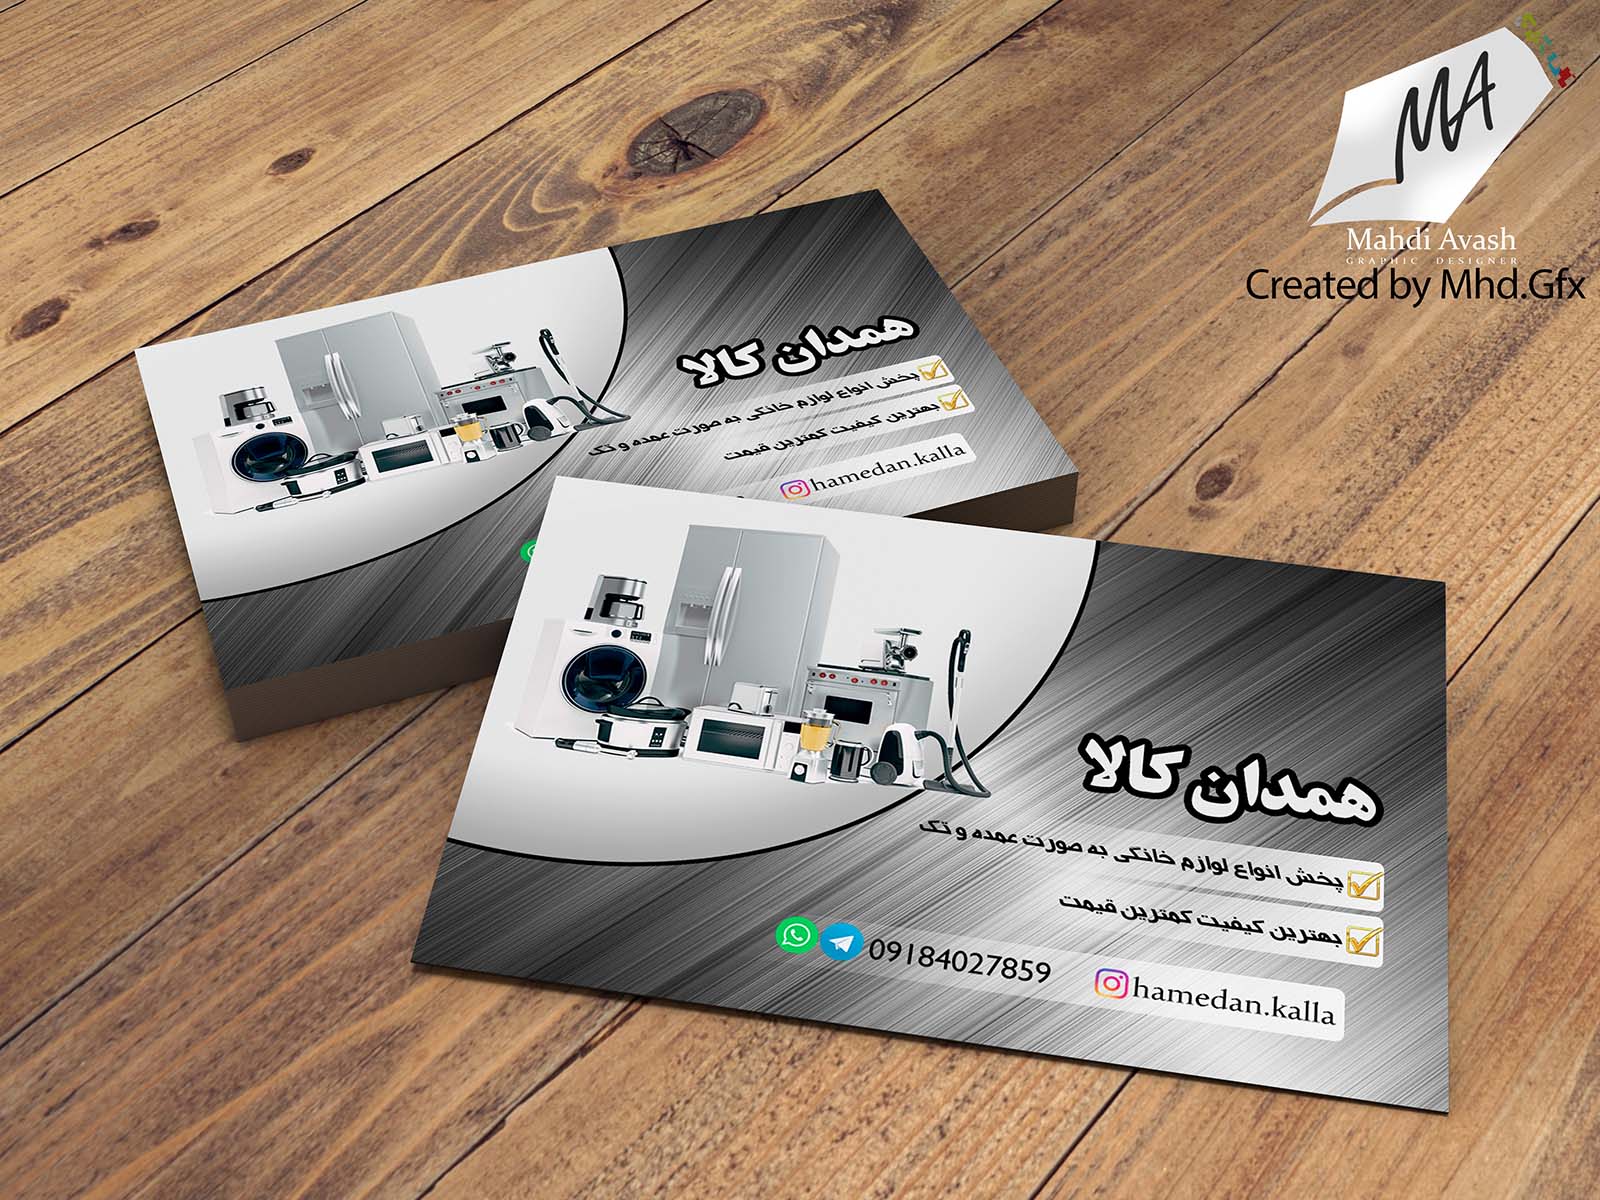 MA
Mahdi Avash
GRAPHIC DESIGNER
Created by Mhd.Gfx
همدان کالا
پخش انواع لوازم خانگی به صورت عمده و تک
بهترین کیفیت کمترین قیمت
hamedan.kalla
همدان کالا
پخش انواع لوازم خانگی به صورت عمده و تک
بهترین کیفیت کمترین قیمت
09184027859 hamedan.kalla